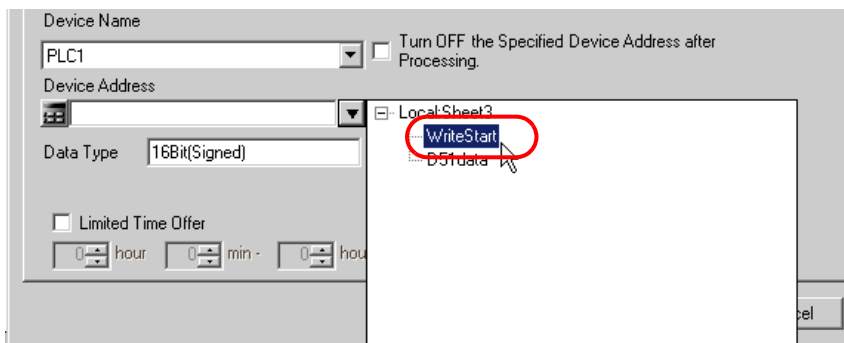 Device Name
PLC1
Turn OFF the Specified Device Address after
Processing.
Device Address
Local:Sheet3
WriteStart
D51data
Data Type 16Bit(Signed)
Limited Time Offer
0 hour 0 min - 0 hou
cel